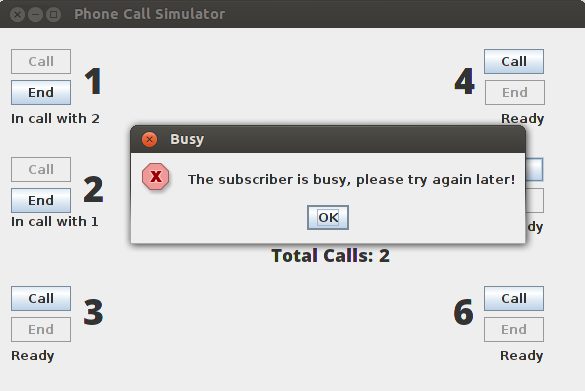 Phone Call Simulator
Call
End
1
In call with 2
Call
End
4
Ready
Busy
The subscriber is busy, please try again later!
OK
Call
End
2
In call with 1
Total Calls: 2
Call
End
3
Ready
Call
End
6
Ready